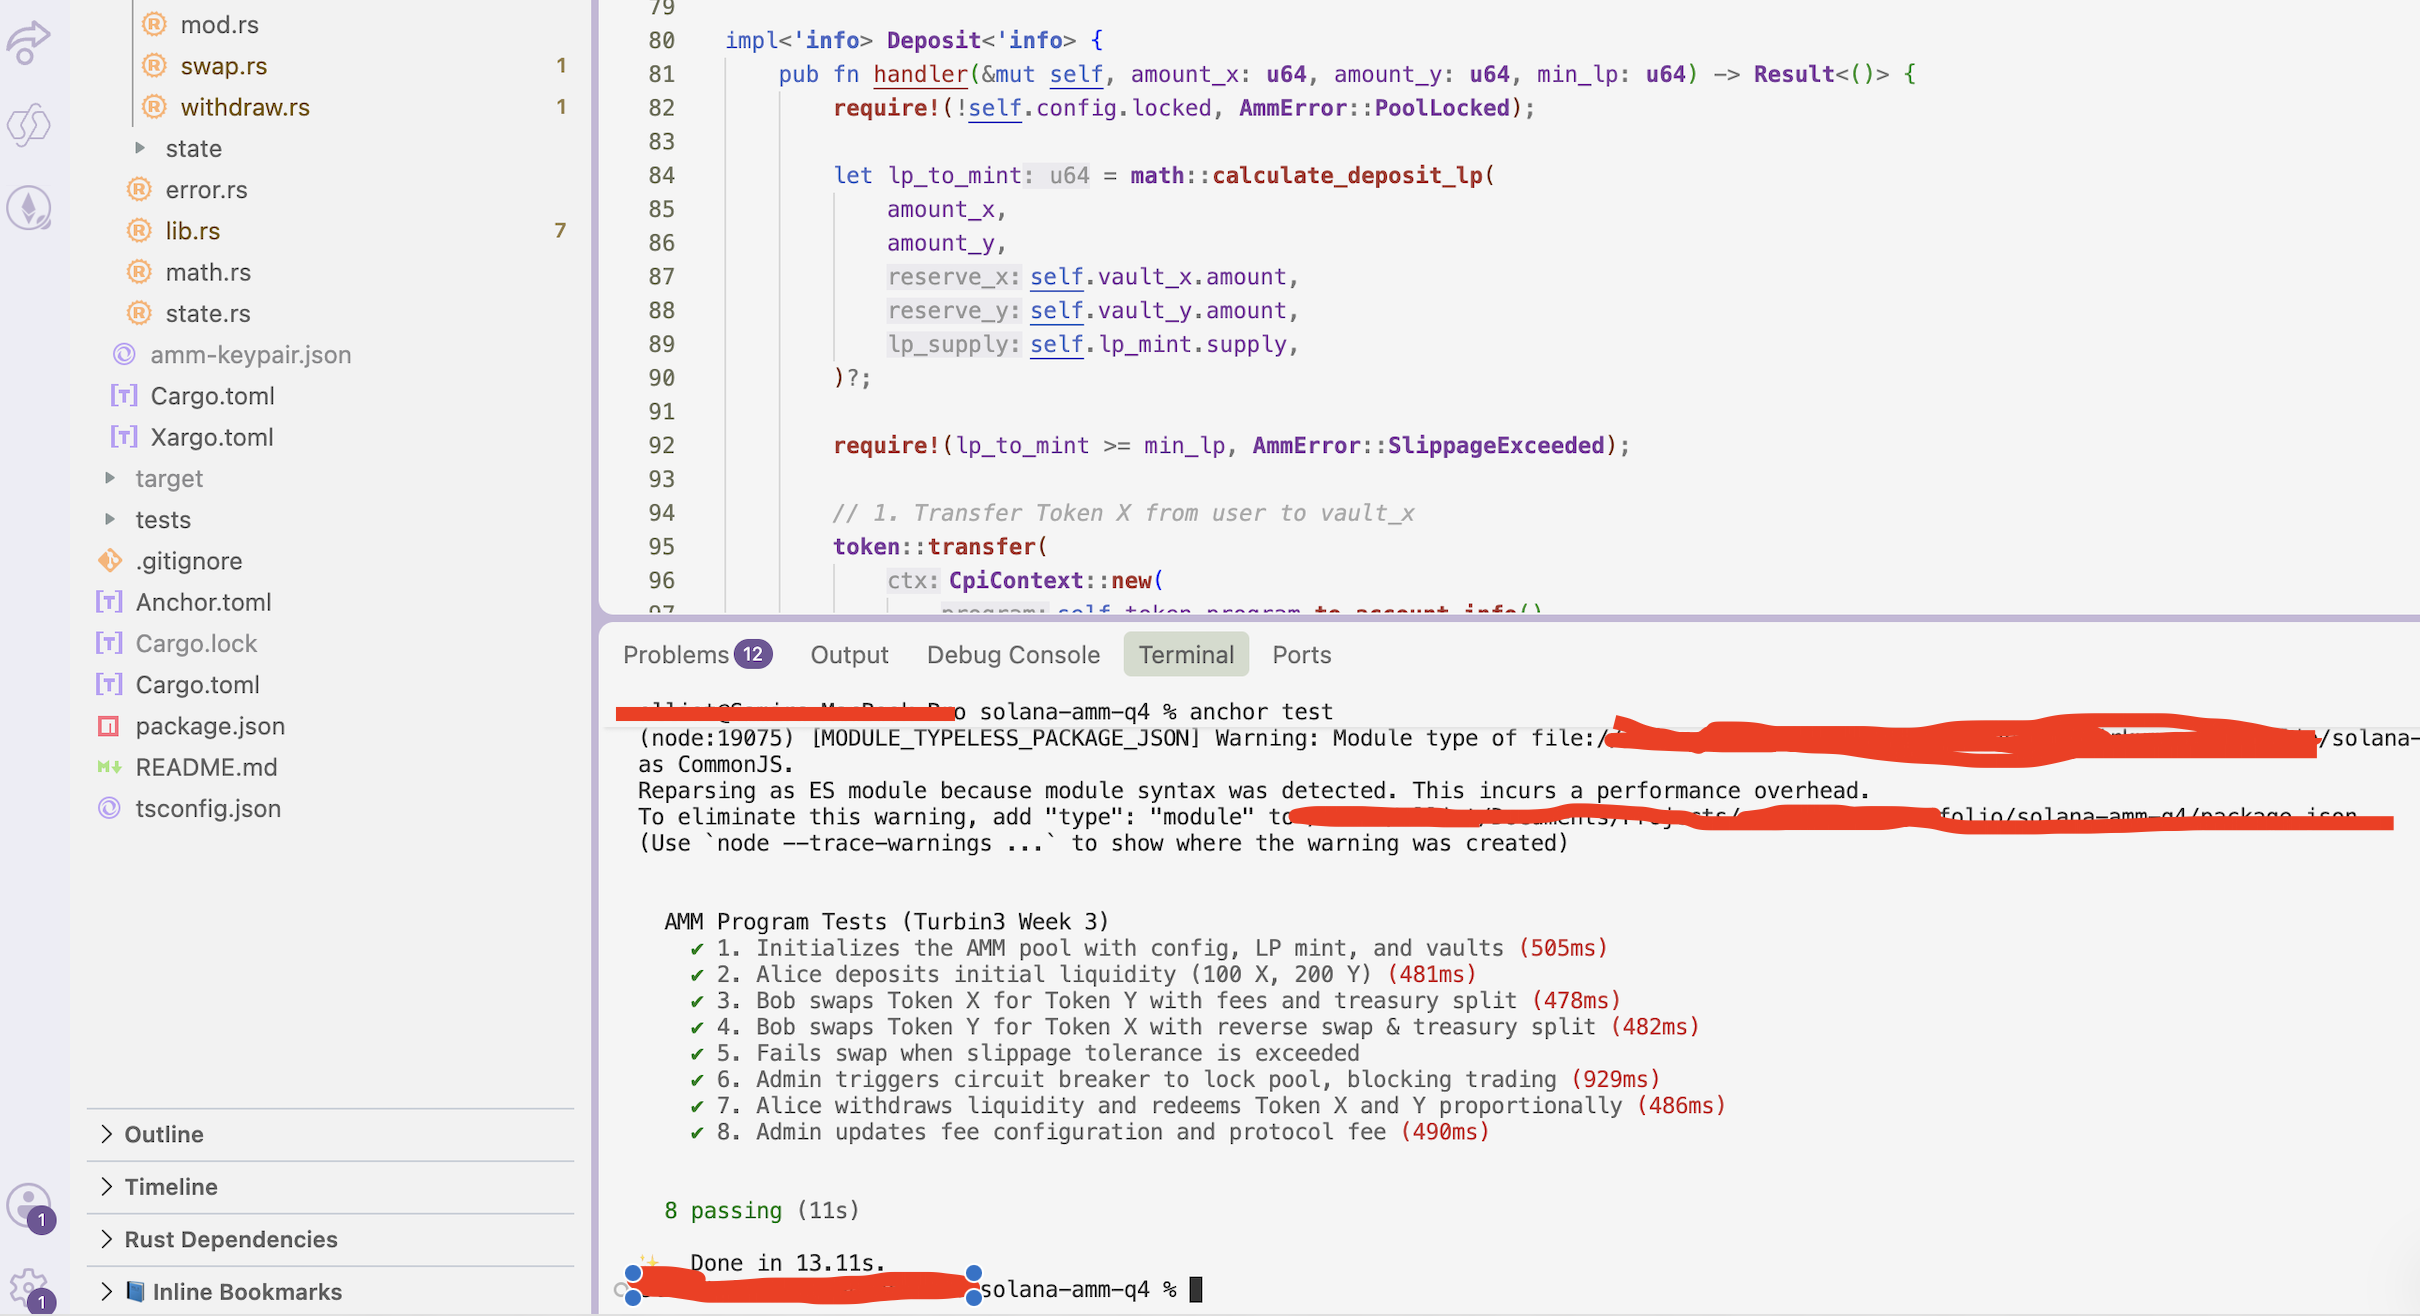 mod.rs
swap.rs 1
withdraw.rs 1
state
error.rs
lib.rs 7
math.rs
state.rs
amm-keypair.json
Cargo.toml
Xargo.toml
target
tests
.gitignore
Anchor.toml
Cargo.lock
Cargo.toml
package.json
README.md
tsconfig.json
Outline
Timeline
Rust Dependencies
Inline Bookmarks
1
1
79
80 impl<'info> Deposit<'info> {
81 pub fn handler(&mut self, amount_x: u64, amount_y: u64, min_lp: u64) -> Result<()> {
82 require!(!self.config.locked, AmmError::PoolLocked);
83
84 let lp_to_mint: u64 = math::calculate_deposit_lp(
85 amount_x,
86 amount_y,
87 reserve_x: self.vault_x.amount,
88 reserve_y: self.vault_y.amount,
89 lp_supply: self.lp_mint.supply,
90 )?;
91
92 require!(lp_to_mint >= min_lp, AmmError::SlippageExceeded);
93
94 // 1. Transfer Token X from user to vault_x
95 token::transfer(
96 ctx: CpiContext::new(
97 program: self.token_program.to_account_info()
Problems 12 Output Debug Console Terminal Ports
solana-amm-q4 % anchor test
(node:19075) [MODULE_TYPELESS_PACKAGE_JSON] Warning: Module type of file:/ /solana-
as CommonJS.
Reparsing as ES module because module syntax was detected. This incurs a performance overhead.
To eliminate this warning, add "type": "module" to folio/solana-amm-q4/package.json
(Use `node --trace-warnings ...` to show where the warning was created)
AMM Program Tests (Turbin3 Week 3)
✔ 1. Initializes the AMM pool with config, LP mint, and vaults (505ms)
✔ 2. Alice deposits initial liquidity (100 X, 200 Y) (481ms)
✔ 3. Bob swaps Token X for Token Y with fees and treasury split (478ms)
✔ 4. Bob swaps Token Y for Token X with reverse swap & treasury split (482ms)
✔ 5. Fails swap when slippage tolerance is exceeded
✔ 6. Admin triggers circuit breaker to lock pool, blocking trading (929ms)
✔ 7. Alice withdraws liquidity and redeems Token X and Y proportionally (486ms)
✔ 8. Admin updates fee configuration and protocol fee (490ms)
8 passing (11s)
✨ Done in 13.11s.
solana-amm-q4 %